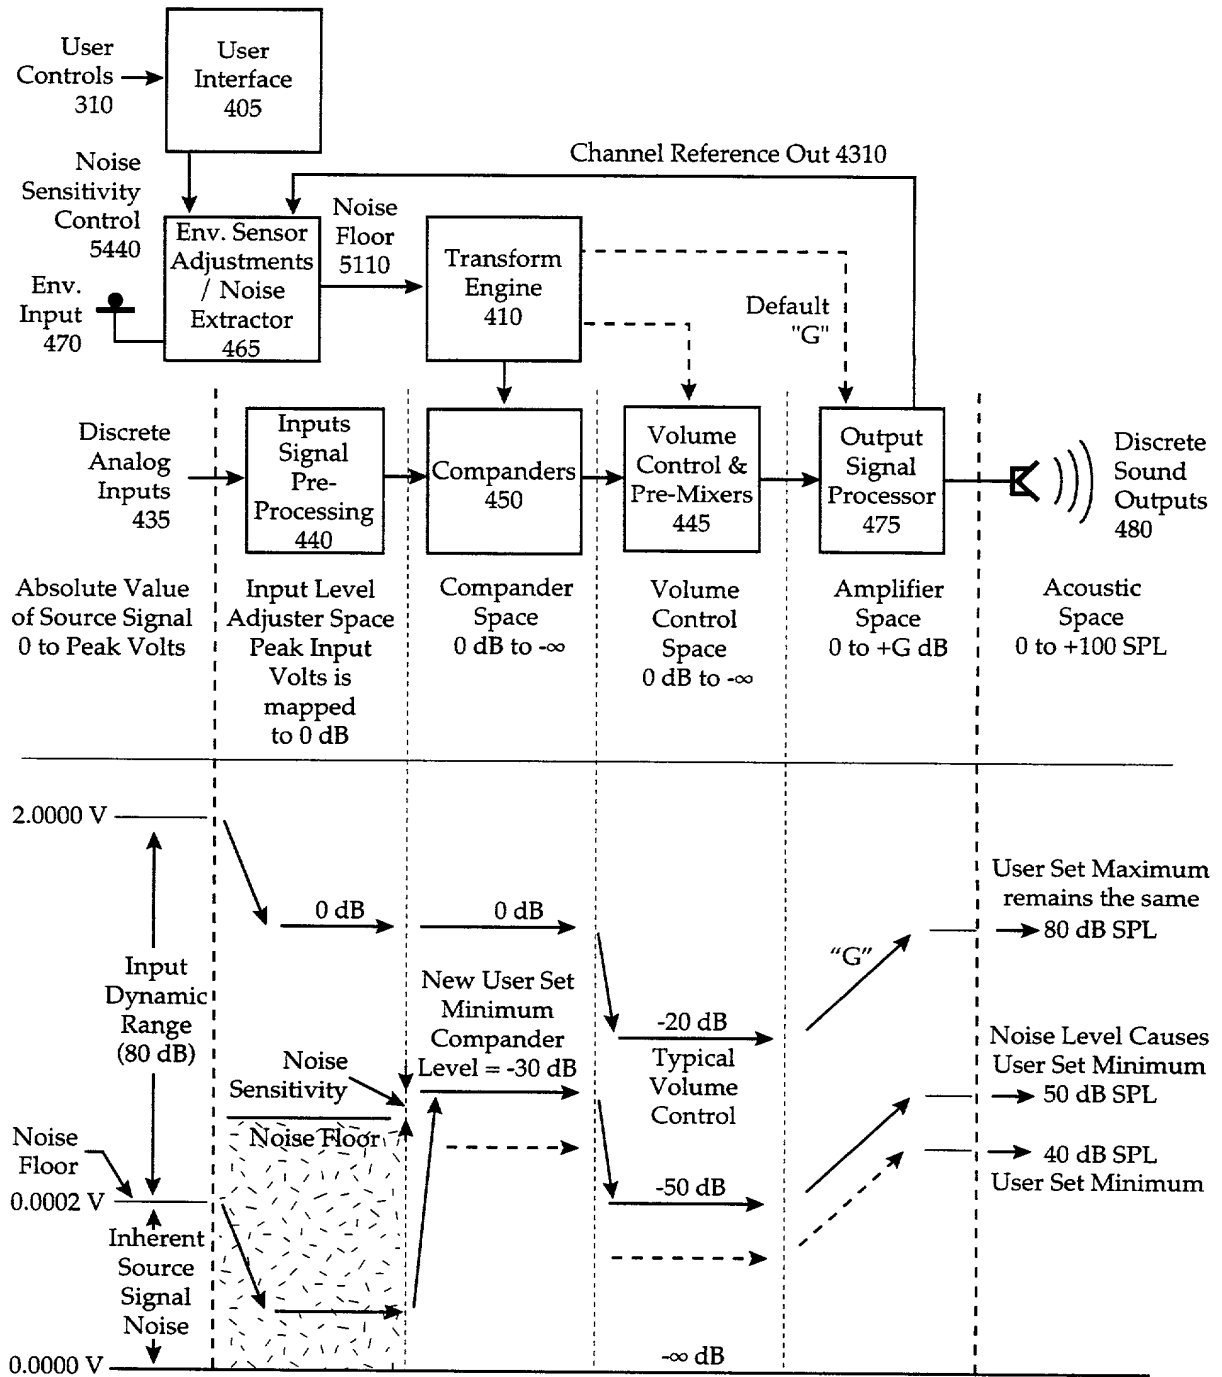 User
Controls
310
User
Interface
405
Noise
Sensitivity
Control
5440
Channel Reference Out 4310
Env. Sensor
Adjustments
/ Noise
Extractor
465
Noise
Floor
5110
Transform
Engine
410
Default
"G"
Env.
Input
470
Discrete
Analog
Inputs
435
Inputs
Signal
Pre-
Processing
440
Companders
450
Volume
Control &
Pre-Mixers
445
Output
Signal
Processor
475
Discrete
Sound
Outputs
480
Absolute Value
of Source Signal
0 to Peak Volts
Input Level
Adjuster Space
Peak Input
Volts is
mapped
to 0 dB
Compander
Space
0 dB to -∞
Volume
Control
Space
0 dB to -∞
Amplifier
Space
0 to +G dB
Acoustic
Space
0 to +100 SPL
2.0000 V
0 dB
0 dB
User Set Maximum
remains the same
80 dB SPL
"G"
Input
Dynamic
Range
(80 dB)
New User Set
Minimum
Compander
Level = -30 dB
-20 dB
Typical
Volume
Control
Noise Level Causes
User Set Minimum
50 dB SPL
Noise
Sensitivity
Noise Floor
Noise
Floor
40 dB SPL
User Set Minimum
0.0002 V
-50 dB
Inherent
Source
Signal
Noise
0.0000 V
-∞ dB